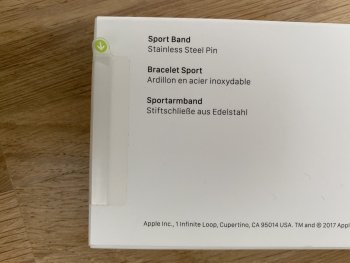 Sport Band
Stainless Steel Pin
Bracelet Sport
Ardillon en acier inoxydable
Sportarmband
Stiftschließe aus Edelstahl
Apple Inc., 1 Infinite Loop, Cupertino, CA 95014 USA. TM and © 2017 Appl